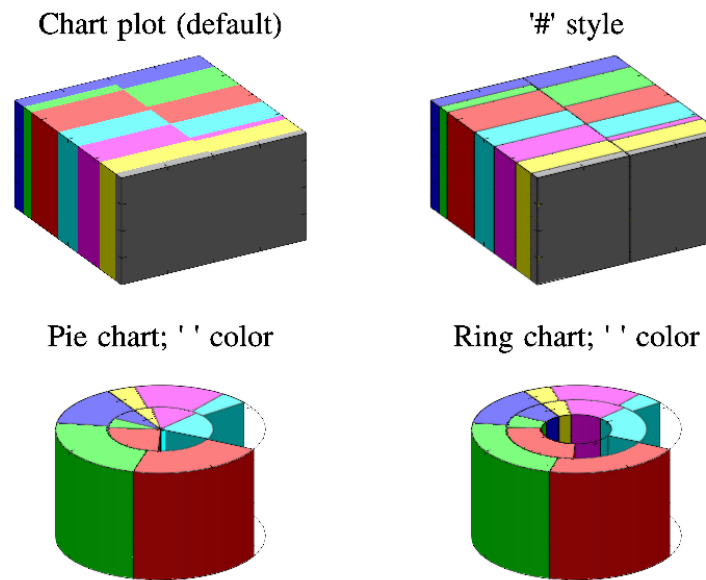 Chart plot (default)
'#' style
Pie chart; ' ' color
Ring chart; ' ' color